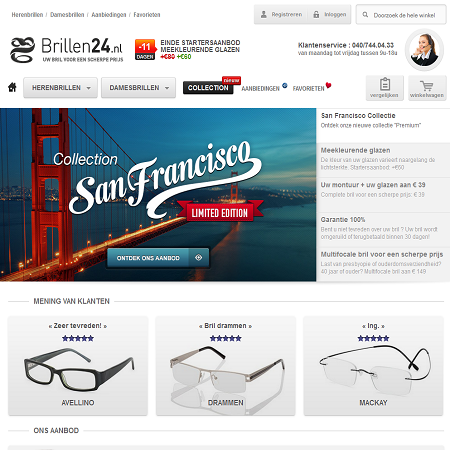 Herenbrillen | Damesbrillen | Aanbiedingen | Favorieten
Registreren
Inloggen
Doorzoek de hele winkel
Brillen24.nl
UW BRIL VOOR EEN SCHERPE PRIJS
-11
DAGEN
EINDE STARTERSAANBOD
MEEKLEURENDE GLAZEN
+€80 +€60
Klantenservice : 040/744.04.33
van maandag tot vrijdag tussen 9u-18u
HERENBRILLEN
DAMESBRILLEN
COLLECTION
nieuw
AANBIEDINGEN
FAVORIETEN
vergelijken
winkelwagen
Collection
San Francisco
LIMITED EDITION
ONTDEK ONS AANBOD
San Francisco Collectie
Ontdek onze nieuwe collectie "Premium"
Meekleurende glazen
De kleur van uw glazen verkleurt naargelang de
lichtsterkte. Startersaanbod: +€60
Uw montuur + uw glazen aan € 39
Complete bril voor een scherpe prijs: € 39
Garantie 100%
Bent u niet tevreden over uw bril ? Uw bril wordt
omgeruild of terugbetaald binnen 30 dagen!
Multifocale bril voor een scherpe prijs
Last van presbyopie of ouderdomsverziendheid?
40 jaar of ouder? Multifocale bril aan € 149
MENING VAN KLANTEN
« Zeer tevreden! »
« Bril drammen »
« Ing. »
AVELLINO
DRAMMEN
MACKAY
ONS AANBOD